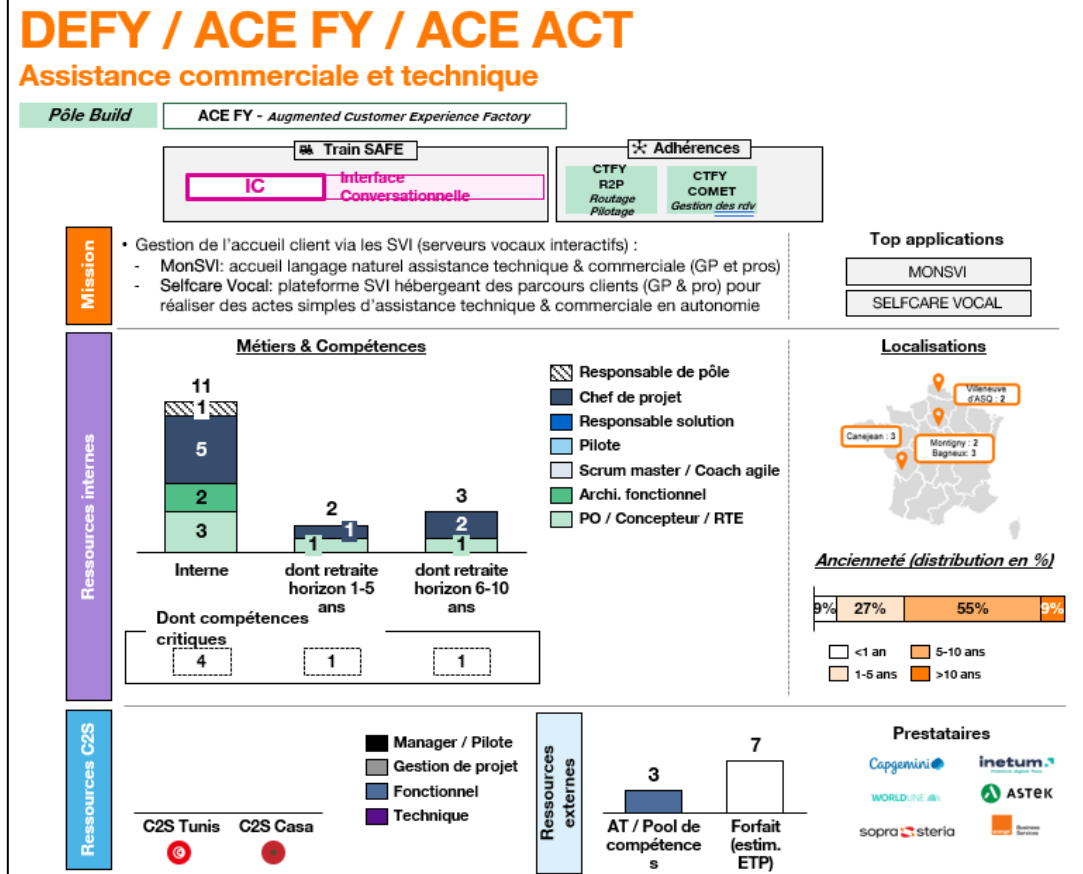 DEFY / ACE FY / ACE ACT
Assistance commerciale et technique
Pôle Build
ACE FY - Augmented Customer Experience Factory
Train SAFE
IC
Interface
Conversationnelle
Adhérences
CTFY
R2P
Routage
Pilotage
CTFY
COMET
Gestion des rdv
Mission
• Gestion de l'accueil client via les SVI (serveurs vocaux interactifs) :
- MonSVI: accueil langage naturel assistance technique & commerciale (GP et pros)
- Selfcare Vocal: plateforme SVI hébergeant des parcours clients (GP & pro) pour
réaliser des actes simples d'assistance technique & commerciale en autonomie
Top applications
MONSVI
SELFCARE VOCAL
Ressources internes
Métiers & Compétences
11
1
5
2
3
Interne
2
1
1
dont retraite
horizon 1-5
ans
3
2
1
dont retraite
horizon 6-10
ans
Responsable de pôle
Chef de projet
Responsable solution
Pilote
Scrum master / Coach agile
Archi. fonctionnel
PO / Concepteur / RTE
Dont compétences
critiques
4
1
1
Localisations
Villeneuve
d'ASQ : 2
Canejean : 3
Montigny : 2
Bagneux: 3
Ancienneté (distribution en %)
9%
27%
55%
9%
<1 an
5-10 ans
1-5 ans
>10 ans
Ressources C2S
C2S Tunis
C2S Casa
Manager / Pilote
Gestion de projet
Fonctionnel
Technique
Ressources
externes
3
AT / Pool de
compétence
s
7
Forfait
(estim.
ETP)
Prestataires
Capgemini
inetum.
WORLDLINE
ASTEK
sopra steria
orange
Business
Services